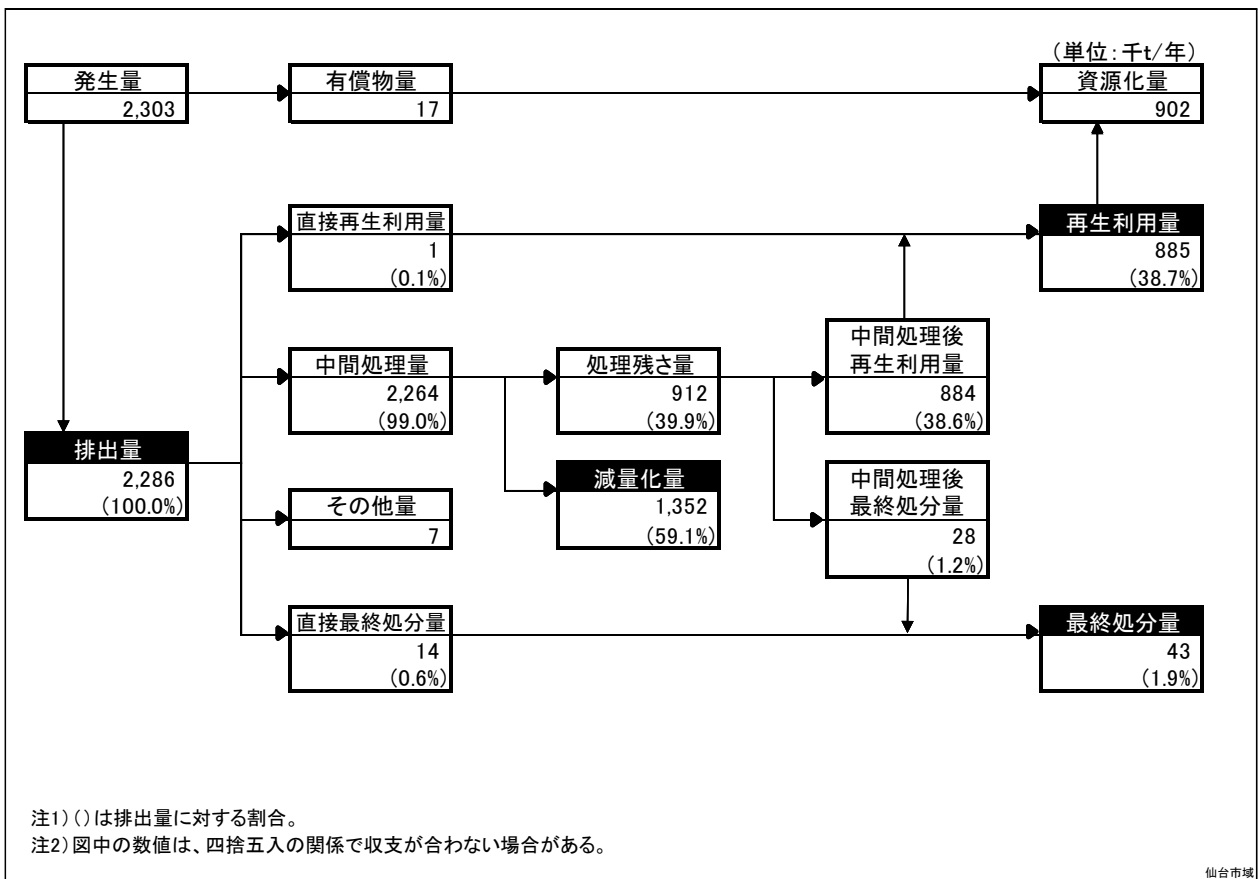 (単位:千t/年)
発生量
2,303
有償物量
17
資源化量
902
直接再生利用量
1
(0.1%)
再生利用量
885
(38.7%)
中間処理量
2,264
(99.0%)
処理残さ量
912
(39.9%)
中間処理後
再生利用量
884
(38.6%)
排出量
2,286
(100.0%)
その他量
7
減量化量
1,352
(59.1%)
中間処理後
最終処分量
28
(1.2%)
直接最終処分量
14
(0.6%)
最終処分量
43
(1.9%)
注1)()は排出量に対する割合。
注2)図中の数値は、四捨五入の関係で収支が合わない場合がある。
仙台市域